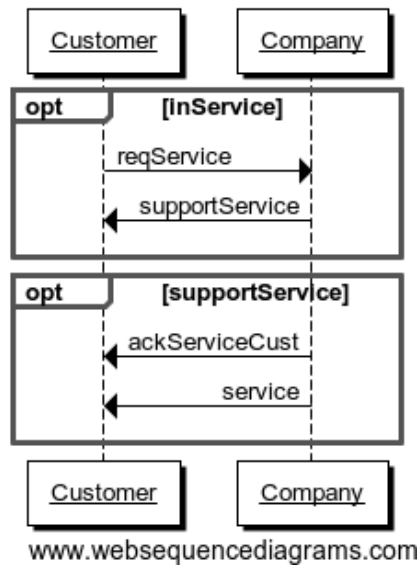 Customer Company
opt [inService]
reqService
supportService
opt [supportService]
ackServiceCust
service
Customer Company
www.websequencediagrams.com